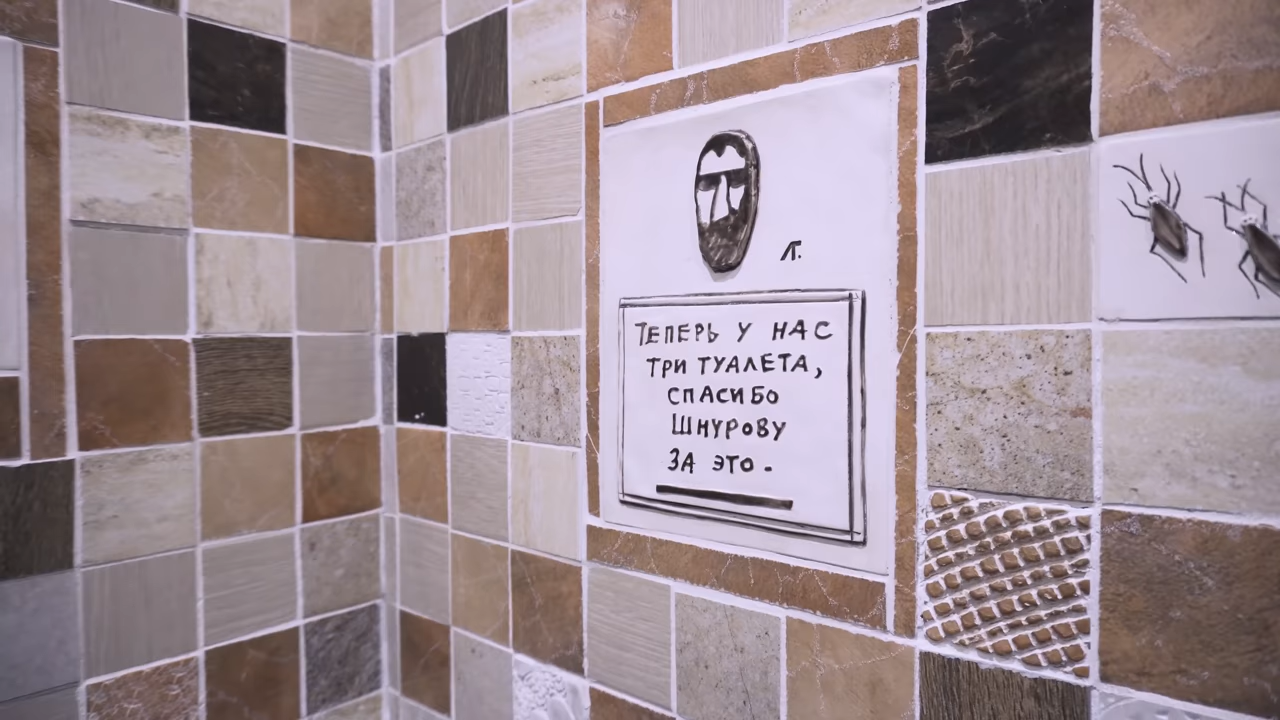 Л.
ТЕПЕРЬ У НАС
ТРИ ТУАЛЕТА,
СПАСИБО
ШНУРОВУ
ЗА ЭТО.